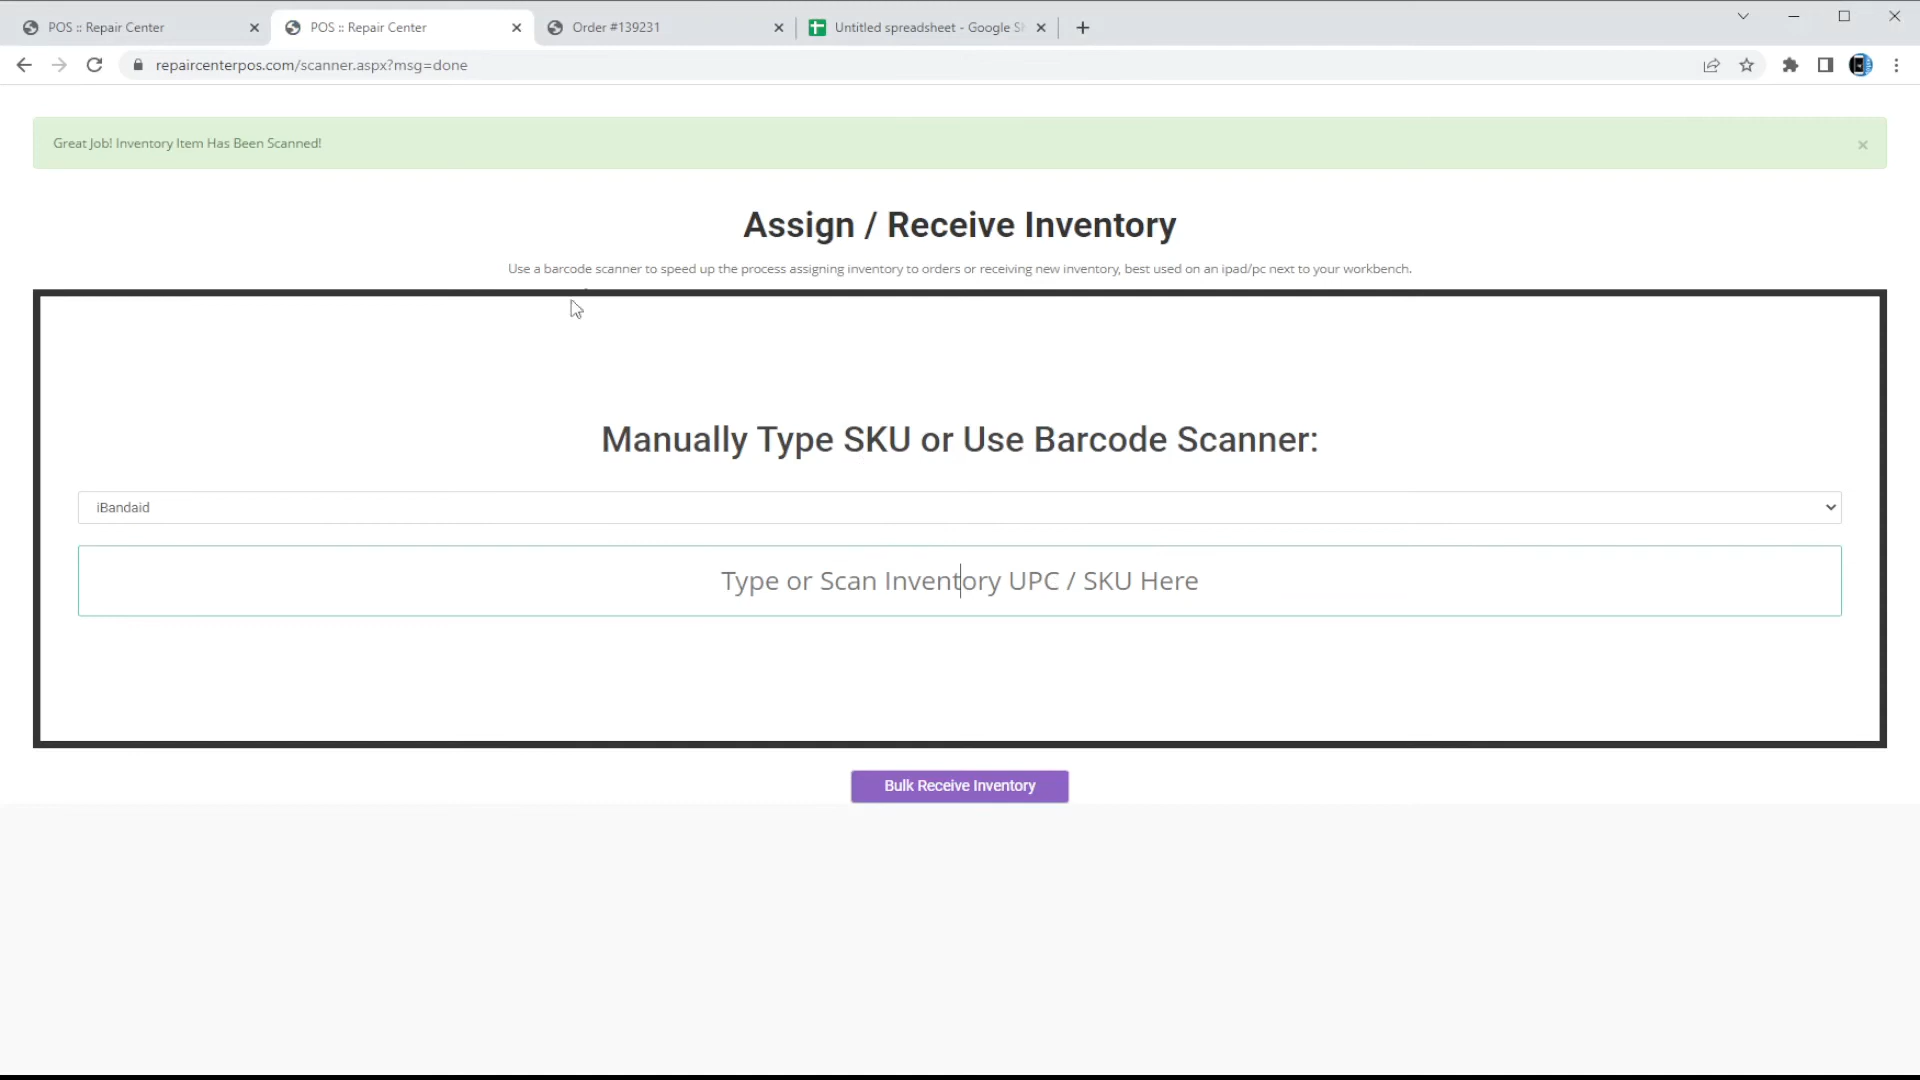 POS :: Repair Center
POS :: Repair Center
Order #139231
Untitled spreadsheet - Google S
repaircenterpos.com/scanner.aspx?msg=done
Great Job! Inventory Item Has Been Scanned!
Assign / Receive Inventory
Use a barcode scanner to speed up the process assigning inventory to orders or receiving new inventory, best used on an ipad/pc next to your workbench.
Manually Type SKU or Use Barcode Scanner:
iBandaid
Type or Scan Inventory UPC / SKU Here
Bulk Receive Inventory